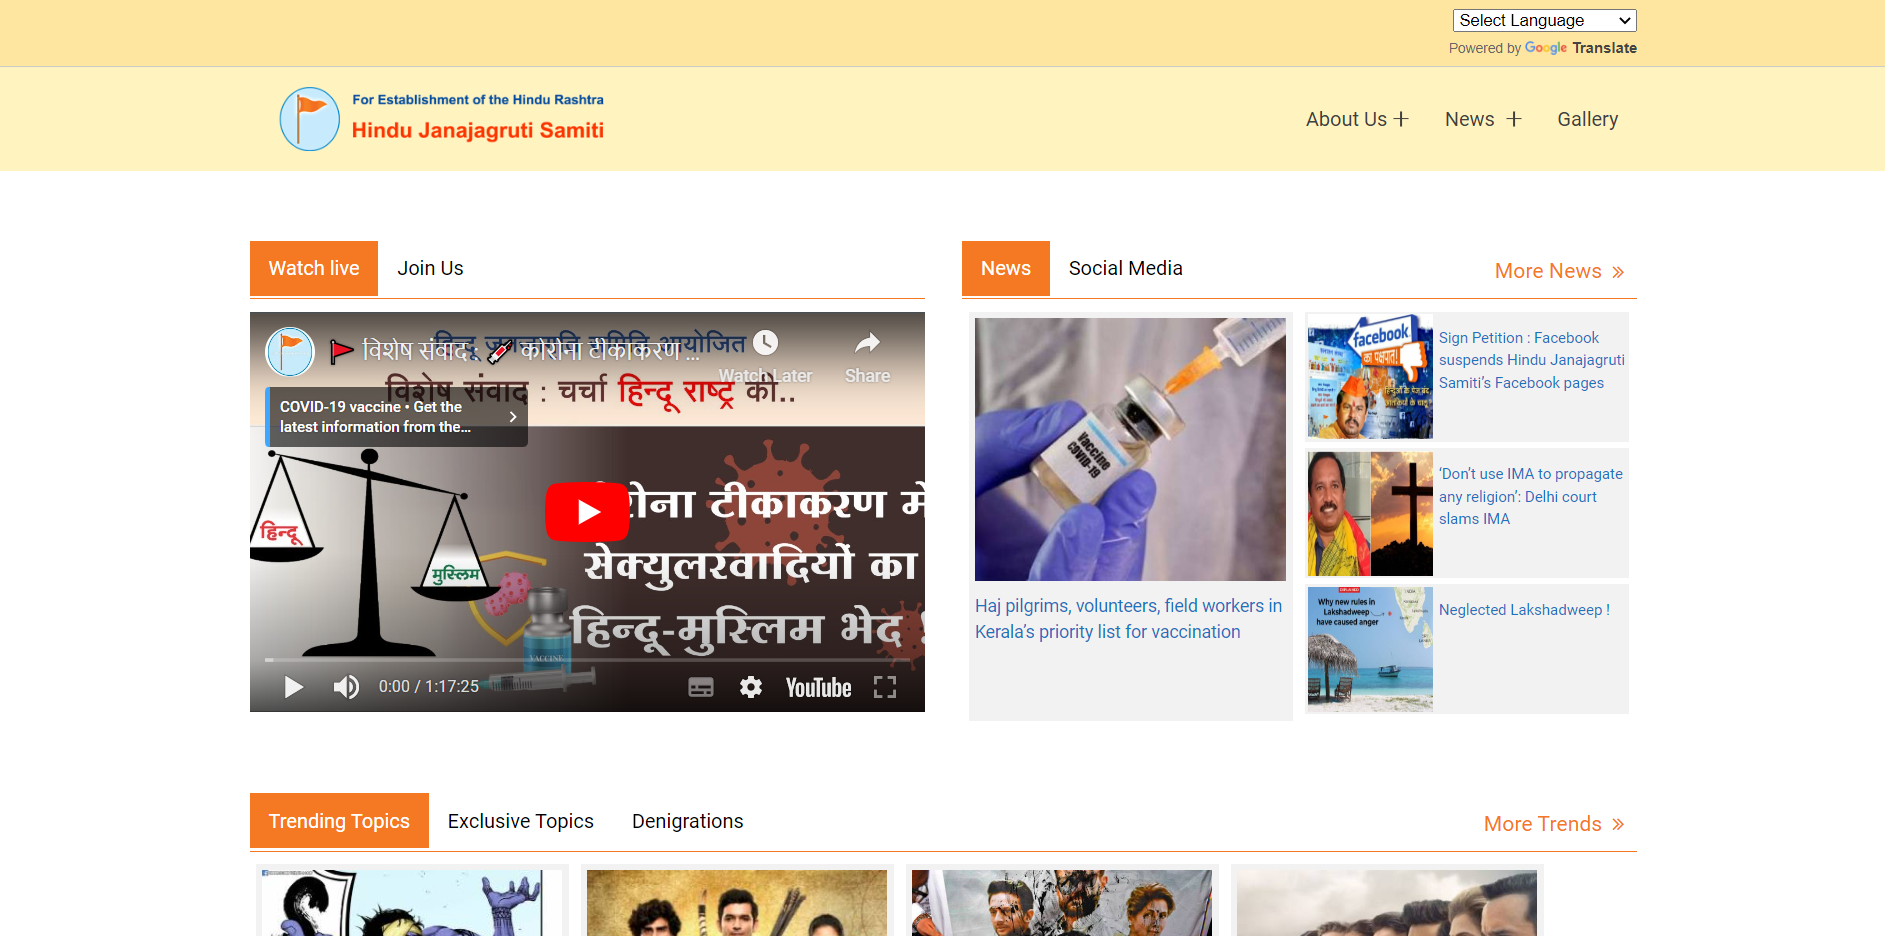 Select Language
Powered by Google Translate
For Establishment of the Hindu Rashtra
Hindu Janajagruti Samiti
About Us
News
Gallery
Watch live
Join Us
हिन्दू जनजागृति समिति आयोजित
विशेष संवाद : 
कोरोना टीकाकरण ...
Watch Later
Share
विशेष संवाद : चर्चा हिन्दू राष्ट्र की..
COVID-19 vaccine • Get the
latest information from the...
हिन्दू
मुस्लिम
टीकाकरण में
सेक्युलरवादियों का
हिन्दू-मुस्लिम भेद !
VACCINE
0:00 / 1:17:25
YouTube
News
Social Media
More News »
Vaccine
COVID-19
Haj pilgrims, volunteers, field workers in
Kerala’s priority list for vaccination
facebook
का पक्षपात!
Sign Petition : Facebook
suspends Hindu Janajagruti
Samiti’s Facebook pages
‘Don’t use IMA to propagate
any religion’: Delhi court
slams IMA
Why new rules in
Lakshadweep
have caused anger
Neglected Lakshadweep !
Trending Topics
Exclusive Topics
Denigrations
More Trends »